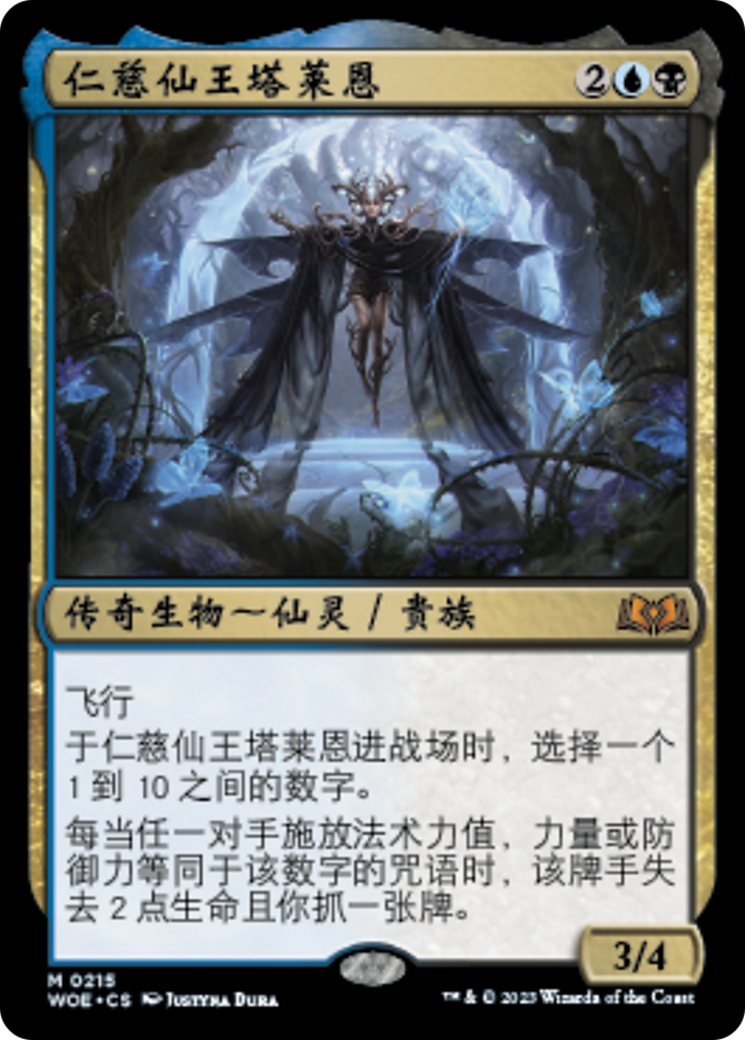 仁慈仙王塔莱恩
2
传奇生物～仙灵 / 贵族
飞行
于仁慈仙王塔莱恩进战场时，选择一个
1 到 10 之间的数字。
每当任一对手施放法术力值，力量或防
御力等同于该数字的咒语时，该牌手失
去 2 点生命且你抓一张牌。
3/4
M 0215
WOE • CS Justyna Dura
™ & © 2023 Wizards of the Coast